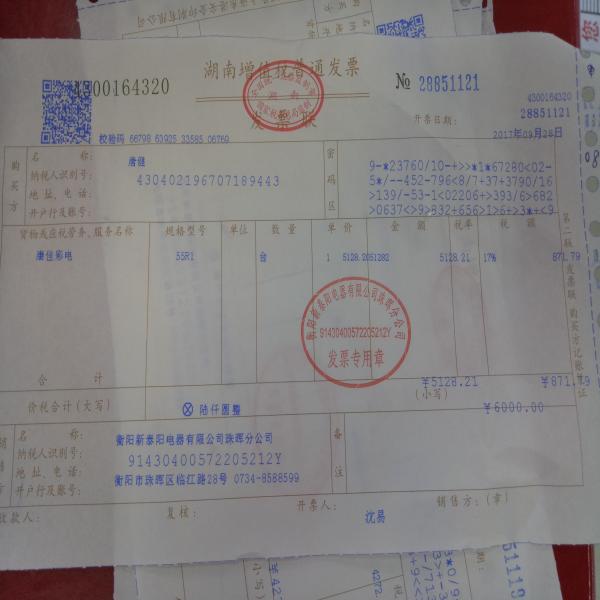 4300164320
湖南增值税普通发票
№ 28851121
4300164320
28851121
发票联
开票日期：
2017年09月28日
校验码 66798 63925 33585 06769
购买方
名 称：
唐健
纳税人识别号：
430402196707189443
地址、电话：
开户行及账号：
密码区
9-*23760/10-+>>*1*67280<02-
5*/--452-796<8/7+37+3790/16
>139/-53-1<02206+>393/6>682
>0637<>9>832+656>1>6+3*+<9
货物或应税劳务、服务名称
规格型号
单位
数 量
单 价
金 额
税率
税 额
康佳彩电
55R1
台
1
5128.2051282
5128.21
17%
871.79
衡阳新泰阳电器有限公司珠晖分公司
91430400572205212Y
发票专用章
合 计
¥5128.21
¥871.79
价税合计（大写）
ⓧ 陆仟圆整
（小写）
¥6000.00
名 称：
衡阳新泰阳电器有限公司珠晖分公司
纳税人识别号：
91430400572205212Y
地址、电话：
衡阳市珠晖区临江路28号 0734-8588599
开户行及账号：
备注
收款人：
复核：
开票人：
沈易
销售方：（章）
第二联 发票联 购买方记账凭证